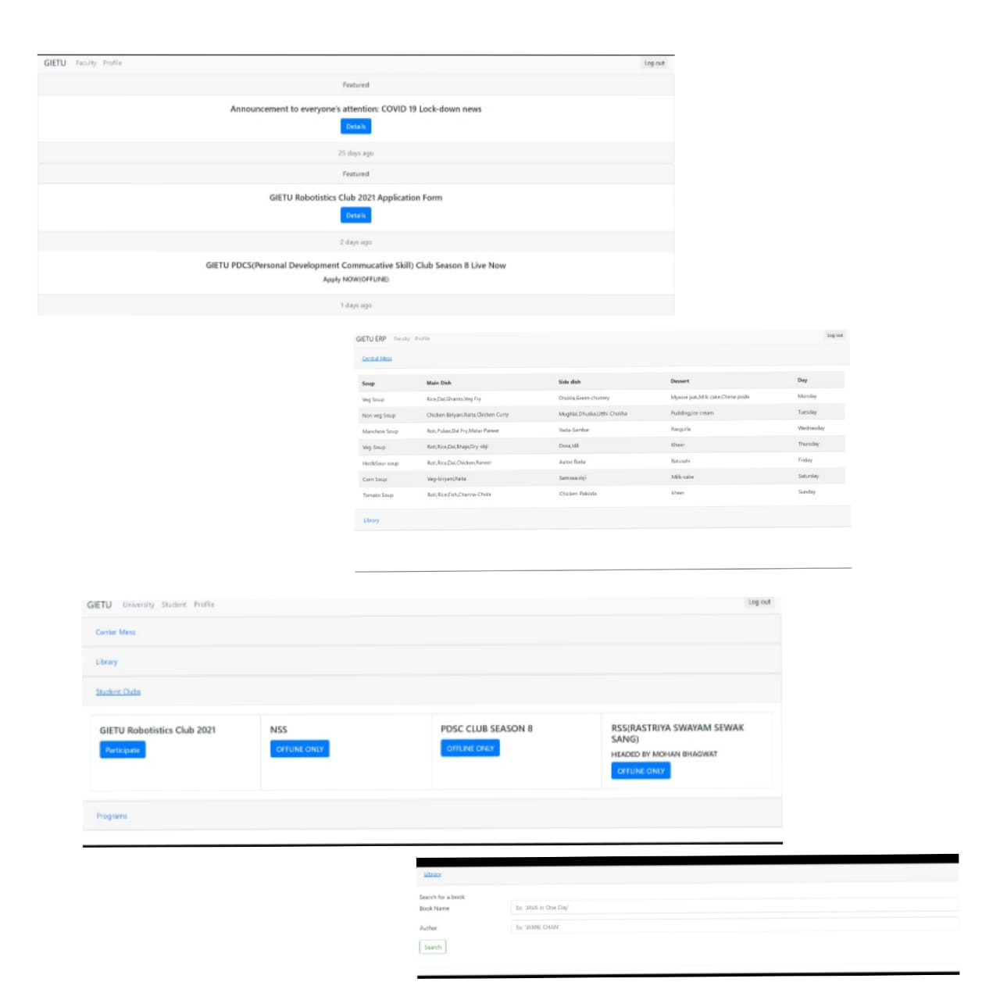 GIETU Faculty Profile Log out
Featured
Announcement to everyone's attention: COVID 19 Lock-down news
Details
25 days ago
Featured
GIETU Robotistics Club 2021 Application Form
Details
2 days ago
GIETU PDCS(Personal Development Commucative Skill) Club Season 8 Live Now
Apply NOW(OFFLINE)
1 days ago
GIETU ERP Faculty Profile Log out
Central Mess
Soup Main Dish Side dish Dessert Day
Veg Soup Rice,Dal,Ghanto,Veg Fry Dhokla,Green-chutney Mysore pak,Milk cake,Chena poda Monday
Non veg Soup Chicken Biriyani,Raita,Chicken Curry Mughlai,Dhuska,Litthi-Chokha Pudding,Ice cream Tuesday
Manchow Soup Roti,Pulao,Dal Fry,Matar Paneer Vada-Sambar Rasgulla Wednesday
Veg Soup Roti,Rice,Dal,Bhaja,Dry-sbji Dosa,Idli Kheer Thursday
Hot&Sour soup Roti,Rice,Dal,Chicken,Paneer Aaloo Bada Balusahi Friday
Corn Soup Veg-biryani,Raita Samosa,sbji Milk-cake Saturday
Tomato Soup Roti,Rice,Fish,Channa-Chola Chicken-Pakoda kheer Sunday
Library
GIETU University Student Profile Log out
Mess
Library
Student Clubs
GIETU Robotistics Club 2021 NSS PDSC CLUB SEASON 8 RSS(RASTRIYA SWAYAM SEWAK
SANG)
HEADED BY MOHAN BHAGWAT
Participate OFFLINE ONLY OFFLINE ONLY OFFLINE ONLY
Programs
Library
Search for a book:
Book Name Ex: 'JAVA in One Day'
Author Ex: 'JAMIE CHAN'
Search